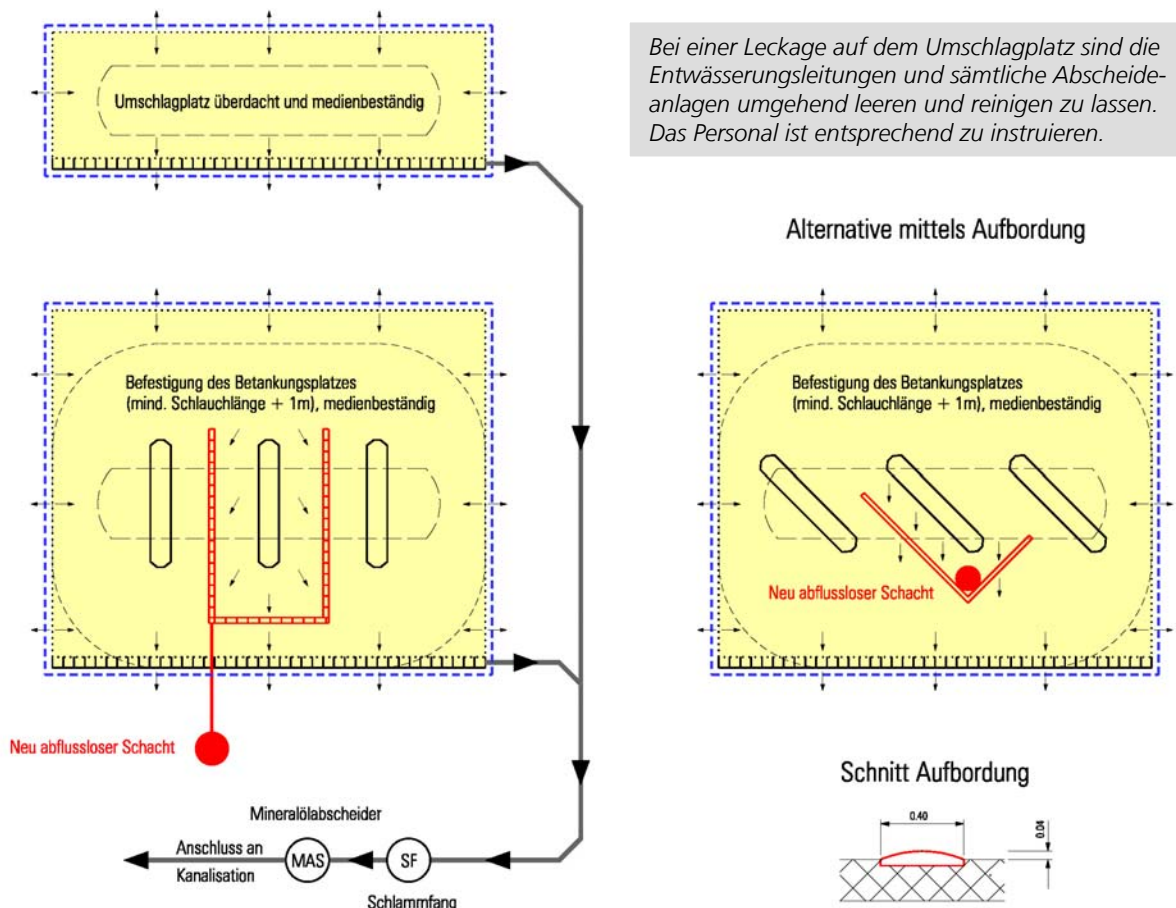 Umschlagplatz überdacht und medienbeständig
Bei einer Leckage auf dem Umschlagplatz sind die
Entwässerungsleitungen und sämtliche Abscheide-
anlagen umgehend leeren und reinigen zu lassen.
Das Personal ist entsprechend zu instruieren.
Alternative mittels Aufbordung
Befestigung des Betankungsplatzes
(mind. Schlauchlänge + 1m), medienbeständig
Neu abflussloser Schacht
Befestigung des Betankungsplatzes
(mind. Schlauchlänge + 1m), medienbeständig
Neu abflussloser Schacht
Mineralölabscheider
Anschluss an
Kanalisation
MAS
SF
Schlammfang
Schnitt Aufbordung
0.40
0.04